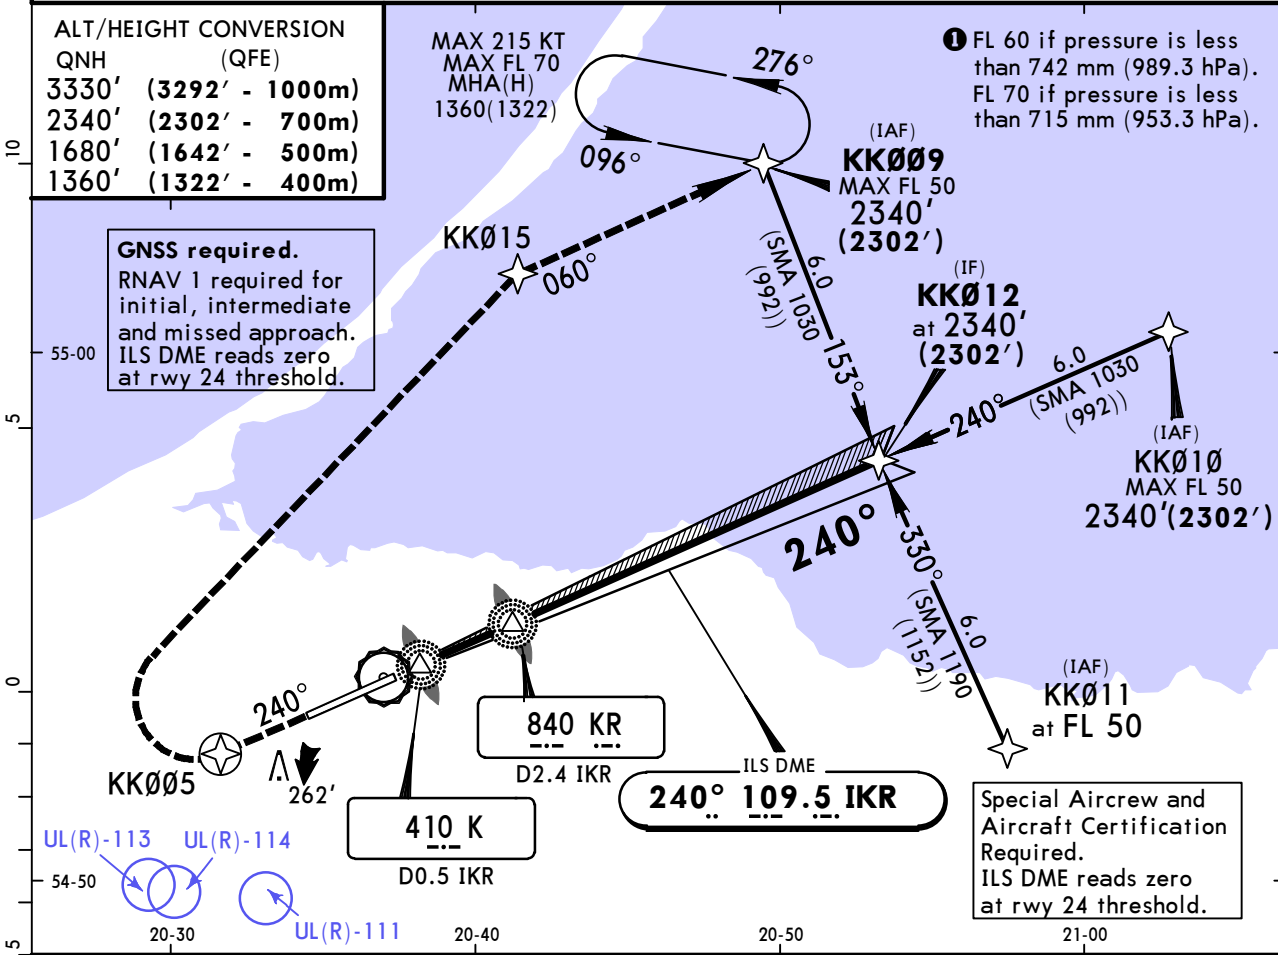 ALT/HEIGHT CONVERSION
QNH (QFE)
3330' (3292' - 1000m)
2340' (2302' - 700m)
1680' (1642' - 500m)
1360' (1322' - 400m)
MAX 215 KT
MAX FL 70
MHA(H)
1360(1322)
276°
096°
❶ FL 60 if pressure is less
than 742 mm (989.3 hPa).
FL 70 if pressure is less
than 715 mm (953.3 hPa).
(IAF)
KKØØ9
MAX FL 50
2340'
(2302')
GNSS required.
RNAV 1 required for
initial, intermediate
and missed approach.
ILS DME reads zero
at rwy 24 threshold.
KKØ15
060°
6.0
(SMA 1030
(992))
153°
(IF)
KKØ12
at 2340'
(2302')
6.0
(SMA 1030
(992))
240°
(IAF)
KKØ10
MAX FL 50
2340'(2302')
240°
330°
6.0
(SMA 1190
(1152))
(IAF)
KKØ11
at FL 50
240°
KKØØ5
262'
840 KR
D2.4 IKR
410 K
D0.5 IKR
ILS DME
240° 109.5 IKR
Special Aircrew and
Aircraft Certification
Required.
ILS DME reads zero
at rwy 24 threshold.
UL(R)-113
UL(R)-114
UL(R)-111
10
5
0
5
55-00
54-50
20-30
20-40
20-50
21-00